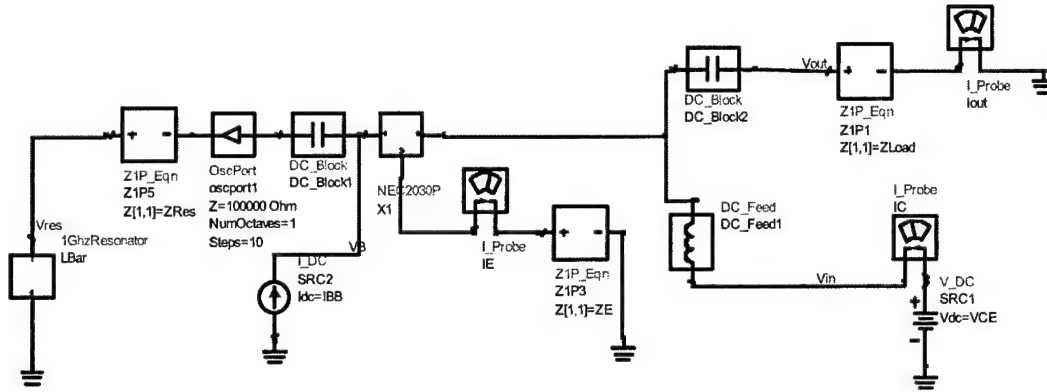 Vres
1GhzResonator
LBar
+ -
Z1P_Eqn
Z1P5
Z[1,1]=ZRes
OscPort
oscport1
Z=100000 Ohm
NumOctaves=1
Steps=10
DC_Block
DC_Block1
VB
I_DC
SRC2
Idc=IBB
NEC2030P
X1
I_Probe
IE
+ -
Z1P_Eqn
Z1P3
Z[1,1]=ZE
DC_Block
DC_Block2
Vout
+ -
Z1P_Eqn
Z1P1
Z[1,1]=ZLoad
I_Probe
Iout
DC_Feed
DC_Feed1
Vin
I_Probe
IC
+
-
V_DC
SRC1
Vdc=VCE